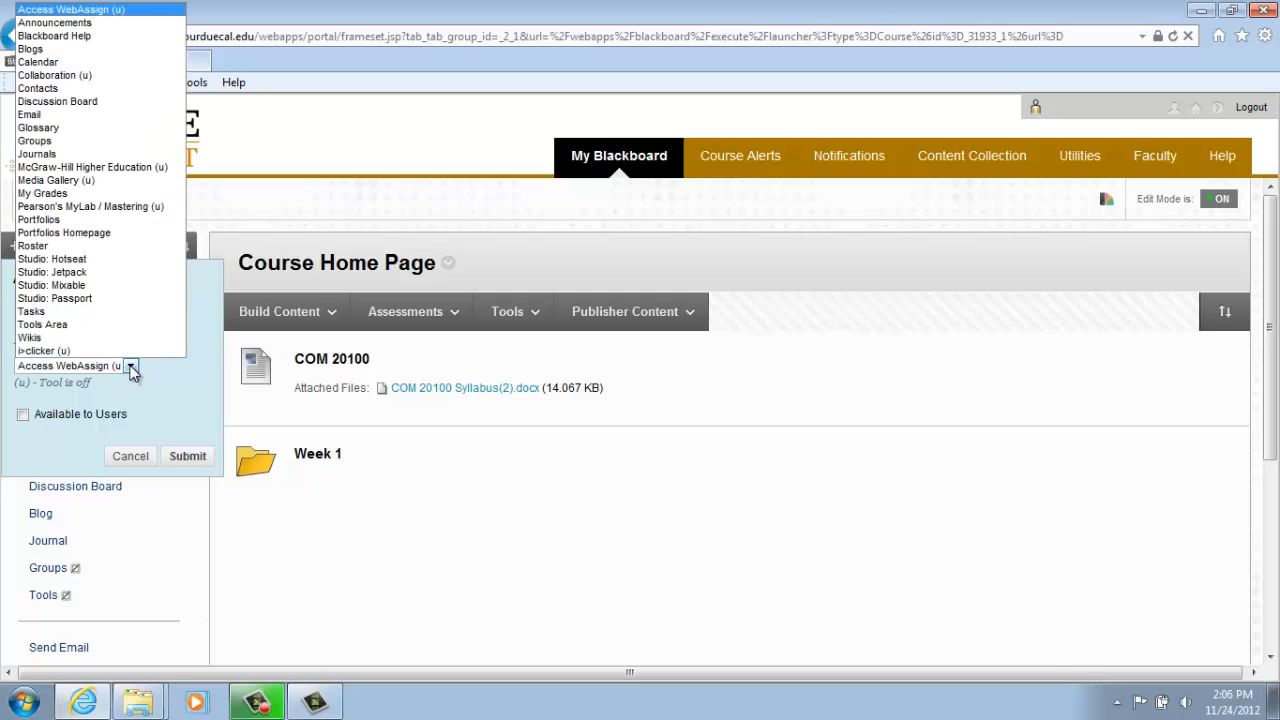 Access WebAssign (u)
Announcements
Blackboard Help
Blogs
Calendar
Collaboration (u)
Contacts
Discussion Board
Email
Glossary
Groups
Journals
McGraw-Hill Higher Education (u)
Media Gallery (u)
My Grades
Pearson's MyLab / Mastering (u)
Portfolios
Portfolios Homepage
Roster
Studio: Hotseat
Studio: Jetpack
Studio: Mixable
Studio: Passport
Tasks
Tools Area
Wikis
i>clicker (u)
Access WebAssign (u
(u) - Tool is off
Available to Users
Cancel Submit
Discussion Board
Blog
Journal
Groups
Tools
Send Email
ourduecal.edu/webapps/portal/frameset.jsp?tab_tab_group_id=_2_1&url=%2Fwebapps%2Fblackboard%2Fexecute%2Flauncher%3Ftype%3DCourse%26id%3D_31933_1%26url%3D
ools Help
E
T
Logout
My Blackboard Course Alerts Notifications Content Collection Utilities Faculty Help
Edit Mode is: ON
Course Home Page
Build Content Assessments Tools Publisher Content
COM 20100
Attached Files: COM 20100 Syllabus(2).docx (14.067 KB)
Week 1
2:06 PM
11/24/2012